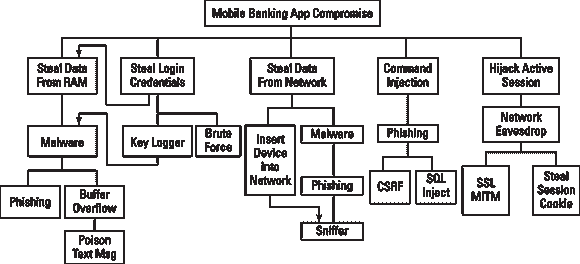 Mobile Banking App Compromise
Steal Data
From RAM
Steal Login
Credentials
Steal Data
From Network
Command
Injection
Hijack Active
Session
Malware
Key Logger
Brute
Force
Insert
Device
into
Network
Malware
Phishing
Network
Eavesdrop
Phishing
Buffer
Overflow
Phishing
CSRF
SQL
Inject
SSL
MITM
Steal
Session
Cookie
Poison
Text Msg
Sniffer